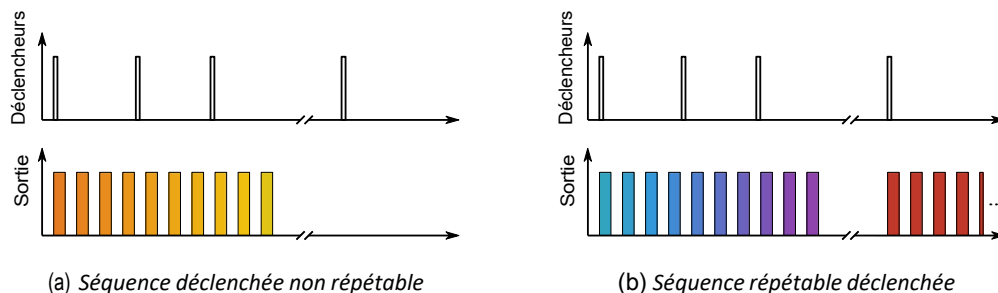 Déclencheurs
Sortie
(a) Séquence déclenchée non répétable
Déclencheurs
Sortie
...
(b) Séquence répétable déclenchée